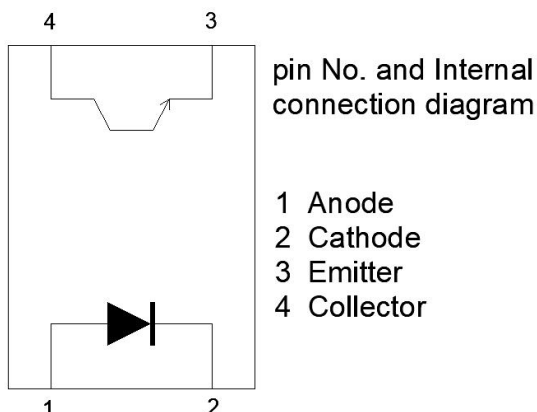 4 3
pin No. and Internal
connection diagram
1 Anode
2 Cathode
3 Emitter
4 Collector
1 2